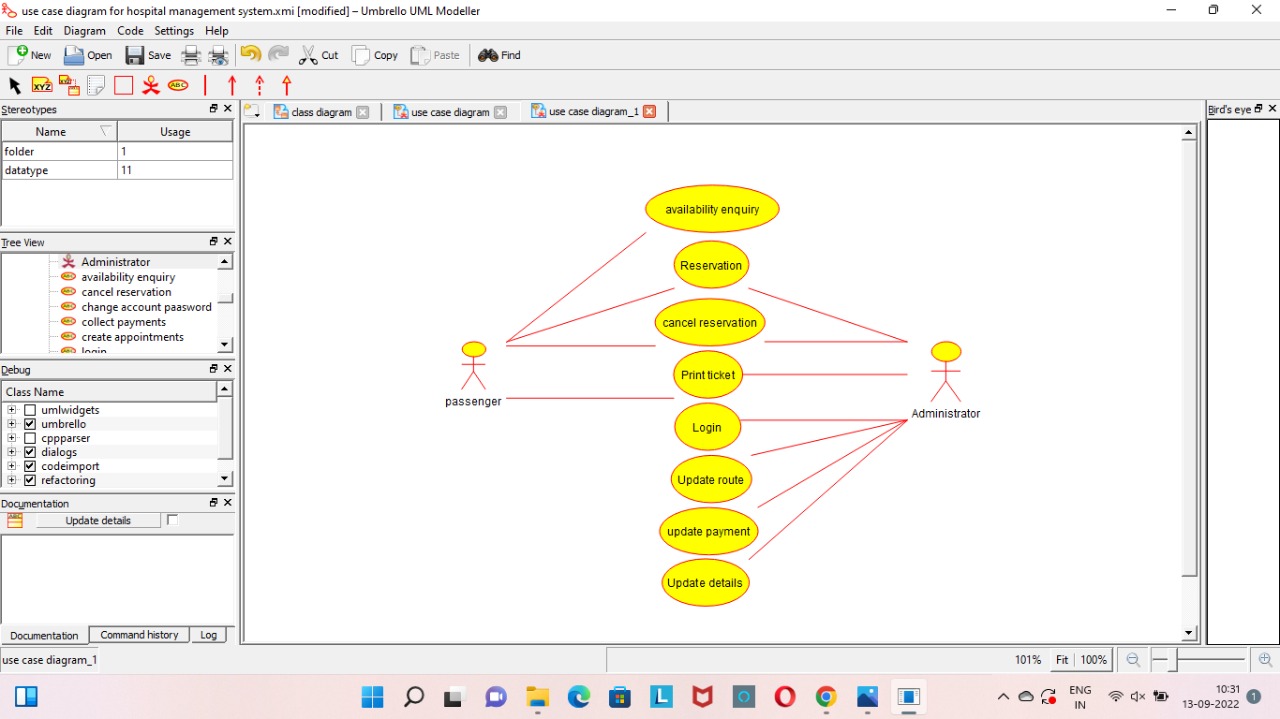 use case diagram for hospital management system.xmi [modified] – Umbrello UML Modeller
File Edit Diagram Code Settings Help
New Open Save Cut Copy Paste Find
XYZ ABC
Stereotypes
Name Usage
folder 1
datatype 11
Tree View
Administrator
availability enquiry
cancel reservation
change account paasword
collect payments
create appointments
login
Debug
Class Name
umlwidgets
umbrello
cppparser
dialogs
codeimport
refactoring
Documentation
Update details
Documentation Command history Log
class diagram use case diagram use case diagram_1
availability enquiry
Reservation
cancel reservation
Print ticket
Login
Update route
update payment
Update details
passenger
Administrator
Bird's eye
use case diagram_1
101% Fit 100%
L
ENG
IN
10:31
13-09-2022
1